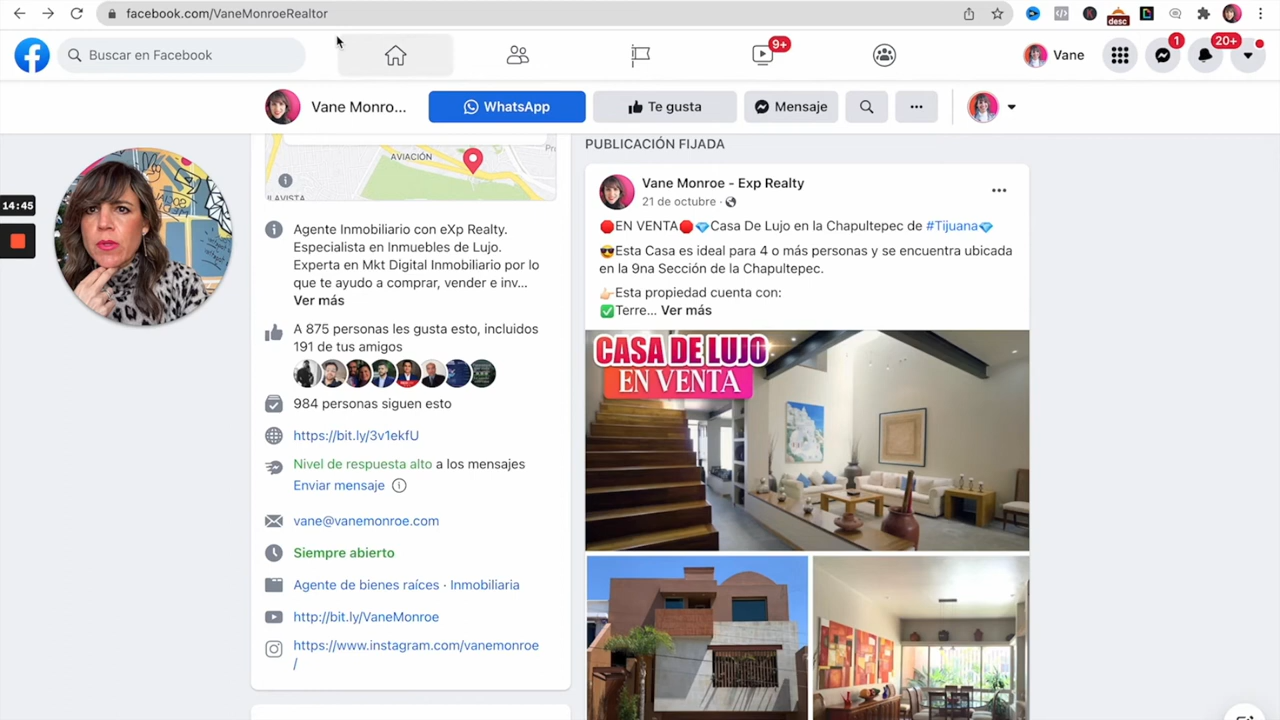 facebook.com/VaneMonroeRealtor
desc
Buscar en Facebook
9+
Vane
1
20+
Vane Monro...
WhatsApp
Te gusta
Mensaje
14:45
AVIACIÓN
Agente Inmobiliario con eXp Realty.
Especialista en Inmuebles de Lujo.
Experta en Mkt Digital Inmobiliario por lo
que te ayudo a comprar, vender e inv...
Ver más
A 875 personas les gusta esto, incluidos
191 de tus amigos
984 personas siguen esto
https://bit.ly/3v1ekfU
Nivel de respuesta alto a los mensajes
Enviar mensaje
vane@vanemonroe.com
Siempre abierto
Agente de bienes raíces · Inmobiliaria
http://bit.ly/VaneMonroe
https://www.instagram.com/vanemonroe
/
PUBLICACIÓN FIJADA
Vane Monroe - Exp Realty
21 de octubre ·
🛑EN VENTA🛑💎Casa De Lujo en la Chapultepec de #Tijuana💎
😎Esta Casa es ideal para 4 o más personas y se encuentra ubicada
en la 9na Sección de la Chapultepec.
👉🏻Esta propiedad cuenta con:
✅Terre... Ver más
CASA DE LUJO
EN VENTA